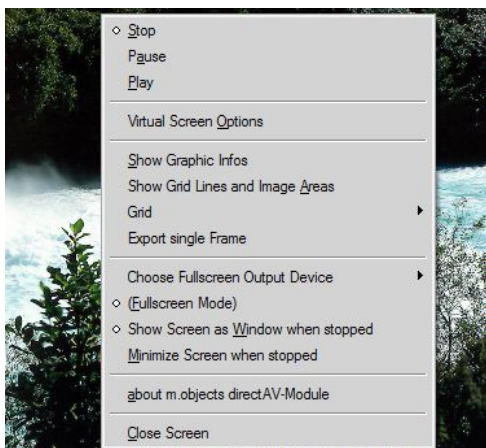 Stop
Pause
Play
Virtual Screen Options
Show Graphic Infos
Show Grid Lines and Image Areas
Grid
Export single Frame
Choose Fullscreen Output Device
(Fullscreen Mode)
Show Screen as Window when stopped
Minimize Screen when stopped
about m.objects directAV-Module
Close Screen